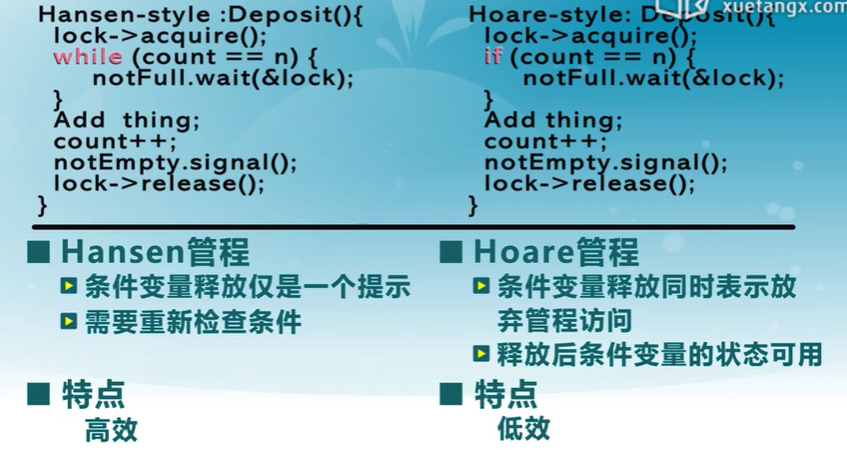 xuetangx.com
Hansen-style :Deposit(){
lock->acquire();
while (count == n) {
notFull.wait(&lock);
}
Add thing;
count++;
notEmpty.signal();
lock->release();
}
Hoare-style: Deposit(){
lock->acquire();
if (count == n) {
notFull.wait(&lock);
}
Add thing;
count++;
notEmpty.signal();
lock->release();
}
Hansen管程
条件变量释放仅是一个提示
需要重新检查条件
特点
高效
Hoare管程
条件变量释放同时表示放
弃管程访问
释放后条件变量的状态可用
特点
低效